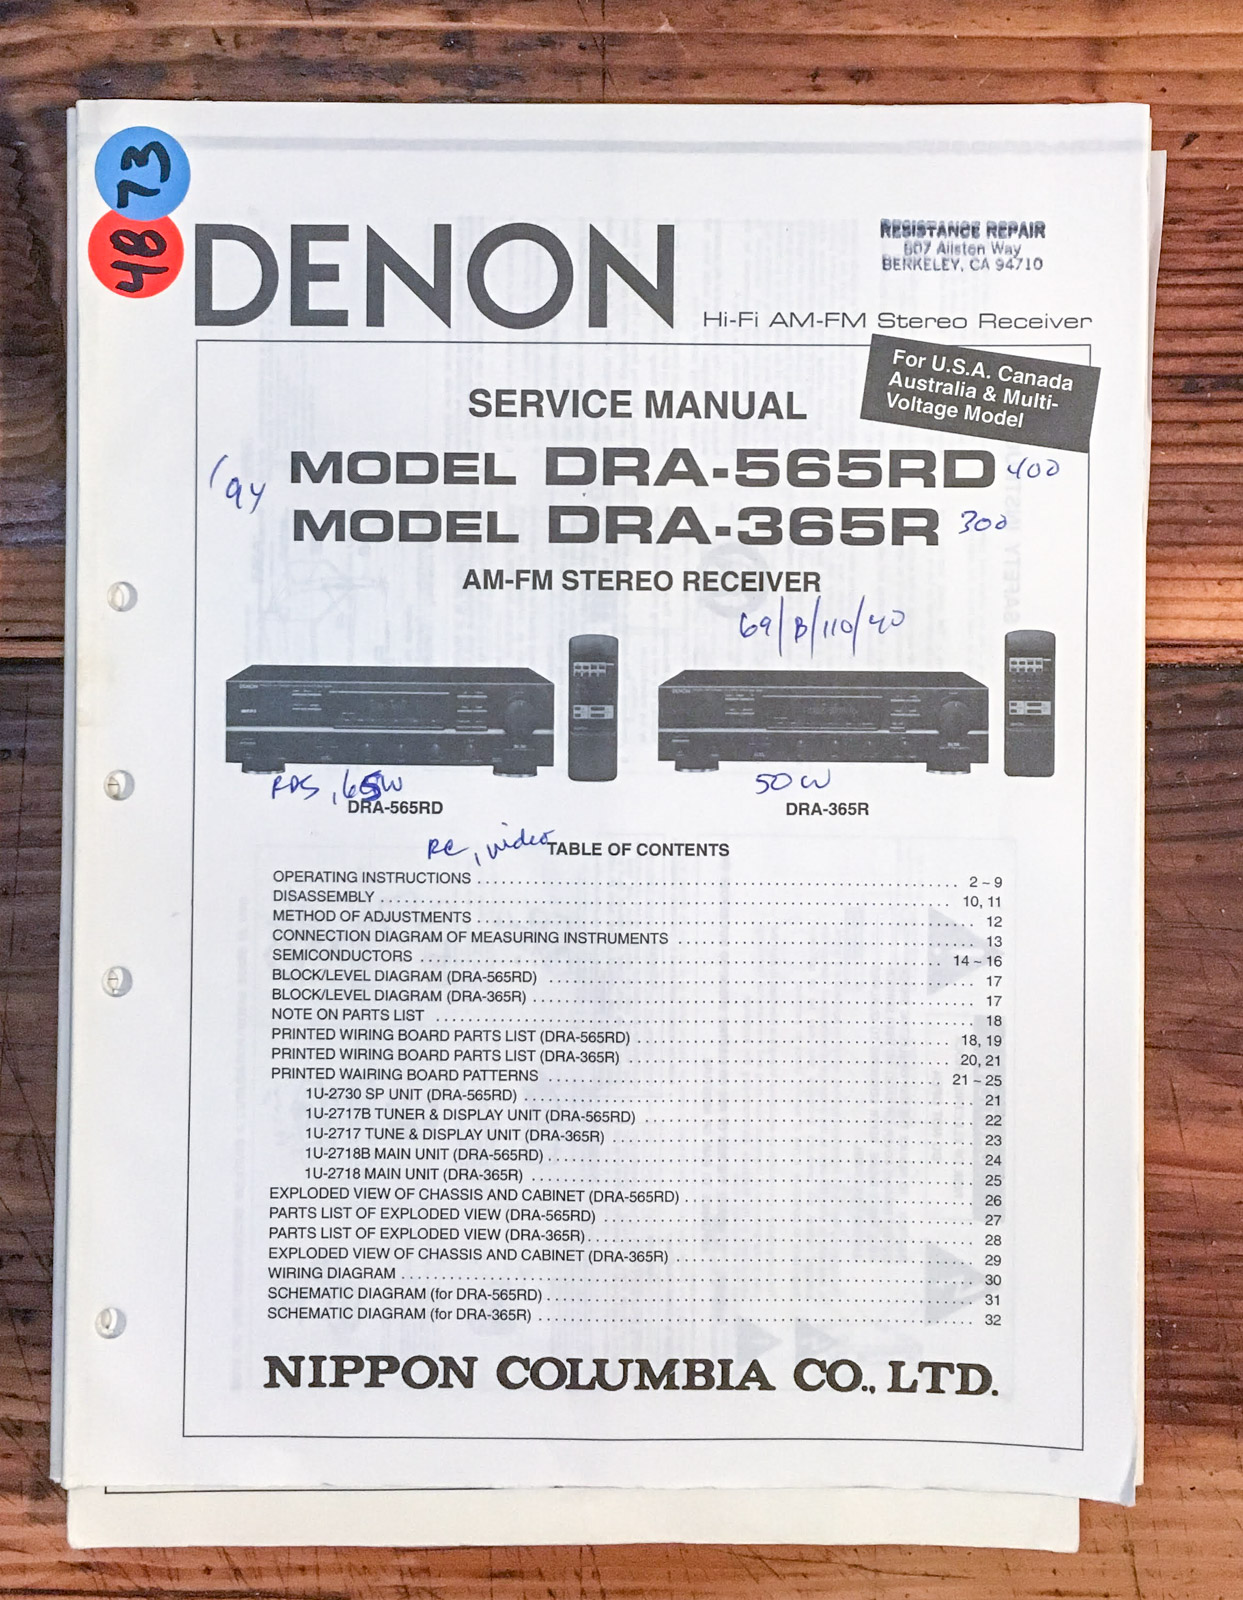 73
48
DENON
RESISTANCE REPAIR
807 Allston Way
BERKELEY, CA 94710
Hi-Fi AM-FM Stereo Receiver
For U.S.A. Canada
Australia & Multi-
Voltage Model
SERVICE MANUAL
'94
MODEL DRA-565RD 400
MODEL DRA-365R 300
AM-FM STEREO RECEIVER
69/B/110/40
DENON
DENON
RDS, 65W
50W
DRA-565RD
DRA-365R
RC, video
TABLE OF CONTENTS
OPERATING INSTRUCTIONS 2 ~ 9
DISASSEMBLY 10, 11
METHOD OF ADJUSTMENTS 12
CONNECTION DIAGRAM OF MEASURING INSTRUMENTS 13
SEMICONDUCTORS 14 ~ 16
BLOCK/LEVEL DIAGRAM (DRA-565RD) 17
BLOCK/LEVEL DIAGRAM (DRA-365R) 17
NOTE ON PARTS LIST 18
PRINTED WIRING BOARD PARTS LIST (DRA-565RD) 18, 19
PRINTED WIRING BOARD PARTS LIST (DRA-365R) 20, 21
PRINTED WAIRING BOARD PATTERNS 21 ~ 25
1U-2730 SP UNIT (DRA-565RD) 21
1U-2717B TUNER & DISPLAY UNIT (DRA-565RD) 22
1U-2717 TUNE & DISPLAY UNIT (DRA-365R) 23
1U-2718B MAIN UNIT (DRA-565RD) 24
1U-2718 MAIN UNIT (DRA-365R) 25
EXPLODED VIEW OF CHASSIS AND CABINET (DRA-565RD) 26
PARTS LIST OF EXPLODED VIEW (DRA-565RD) 27
PARTS LIST OF EXPLODED VIEW (DRA-365R) 28
EXPLODED VIEW OF CHASSIS AND CABINET (DRA-365R) 29
WIRING DIAGRAM 30
SCHEMATIC DIAGRAM (for DRA-565RD) 31
SCHEMATIC DIAGRAM (for DRA-365R) 32
NIPPON COLUMBIA CO., LTD.